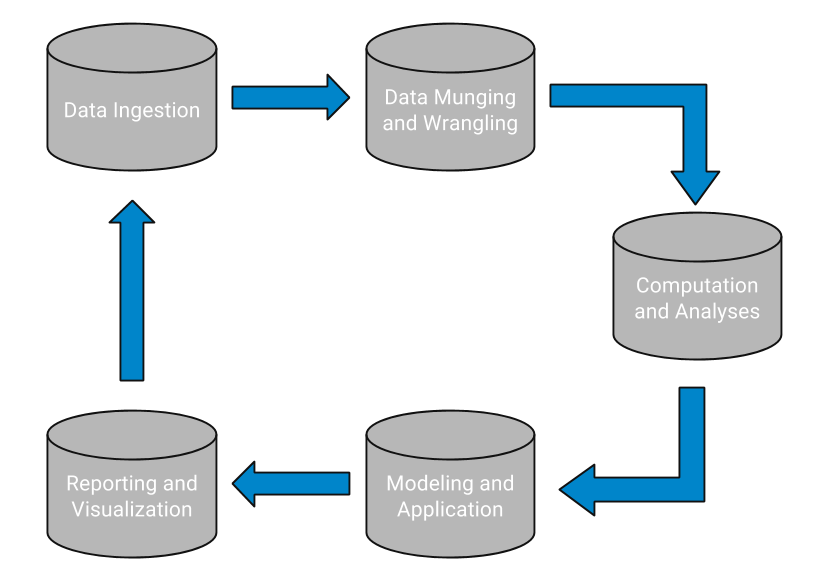 Data Ingestion
Data Munging
and Wrangling
Computation
and Analyses
Modeling and
Application
Reporting and
Visualization